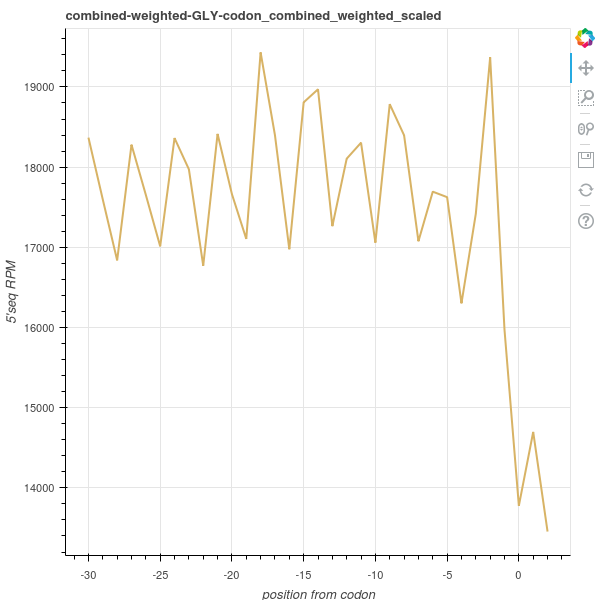 combined-weighted-GLY-codon_combined_weighted_scaled
19000
18000
17000
16000
15000
14000
5'seq RPM
-30 -25 -20 -15 -10 -5 0
position from codon